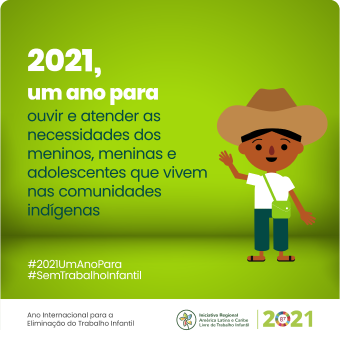 2021,
um ano para
ouvir e atender as
necessidades dos
meninos, meninas e
adolescentes que vivem
nas comunidades
indígenas
#2021UmAnoPara
#SemTrabalhoInfantil
Ano Internacional para a
Eliminação do Trabalho Infantil
Iniciativa Regional
América Latina e Caribe
Livre do Trabalho Infantil
2021